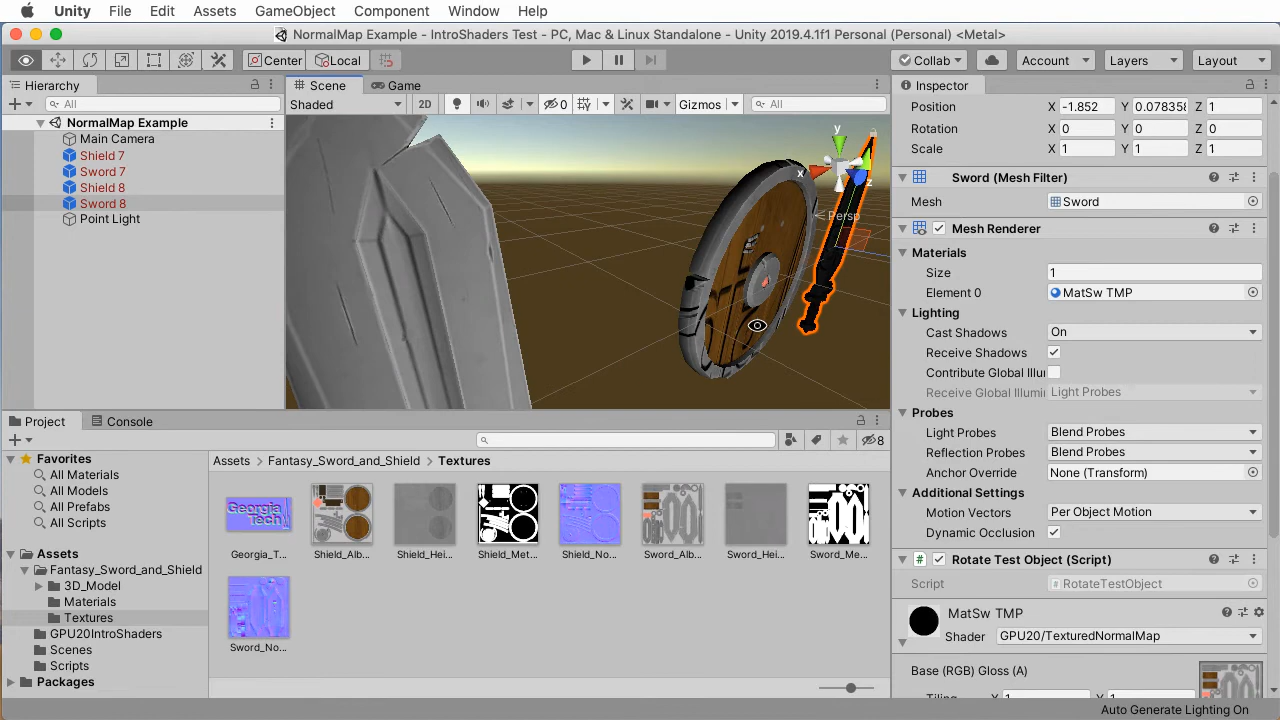 Unity File Edit Assets GameObject Component Window Help
NormalMap Example - IntroShaders Test - PC, Mac & Linux Standalone - Unity 2019.4.1f1 Personal (Personal) <Metal>
Center Local Collab Account Layers Layout
Hierarchy
All
NormalMap Example
Main Camera
Shield 7
Sword 7
Shield 8
Sword 8
Point Light
Scene Game
Shaded 2D 0 Gizmos All
y
x
z
Persp
Inspector
Position X -1.852 Y 0.078358 Z 1
Rotation X 0 Y 0 Z 0
Scale X 1 Y 1 Z 1
Sword (Mesh Filter)
Mesh Sword
Mesh Renderer
Materials
Size 1
Element 0 MatSw TMP
Lighting
Cast Shadows On
Receive Shadows
Contribute Global Illu
Receive Global Illumi Light Probes
Probes
Light Probes Blend Probes
Reflection Probes Blend Probes
Anchor Override None (Transform)
Additional Settings
Motion Vectors Per Object Motion
Dynamic Occlusion
Rotate Test Object (Script)
Script RotateTestObject
MatSw TMP
Shader GPU20/TexturedNormalMap
Base (RGB) Gloss (A)
Tiling X 1 Y 1
Project Console
8
Favorites
All Materials
All Models
All Prefabs
All Scripts
Assets
Fantasy_Sword_and_Shield
3D_Model
Materials
Textures
GPU20IntroShaders
Scenes
Scripts
Packages
Assets Fantasy_Sword_and_Shield Textures
Georgia
Tech
Georgia_T... Shield_Alb... Shield_Hei... Shield_Met... Shield_No... Sword_Alb... Sword_Hei... Sword_Me...
Sword_No...
Auto Generate Lighting On